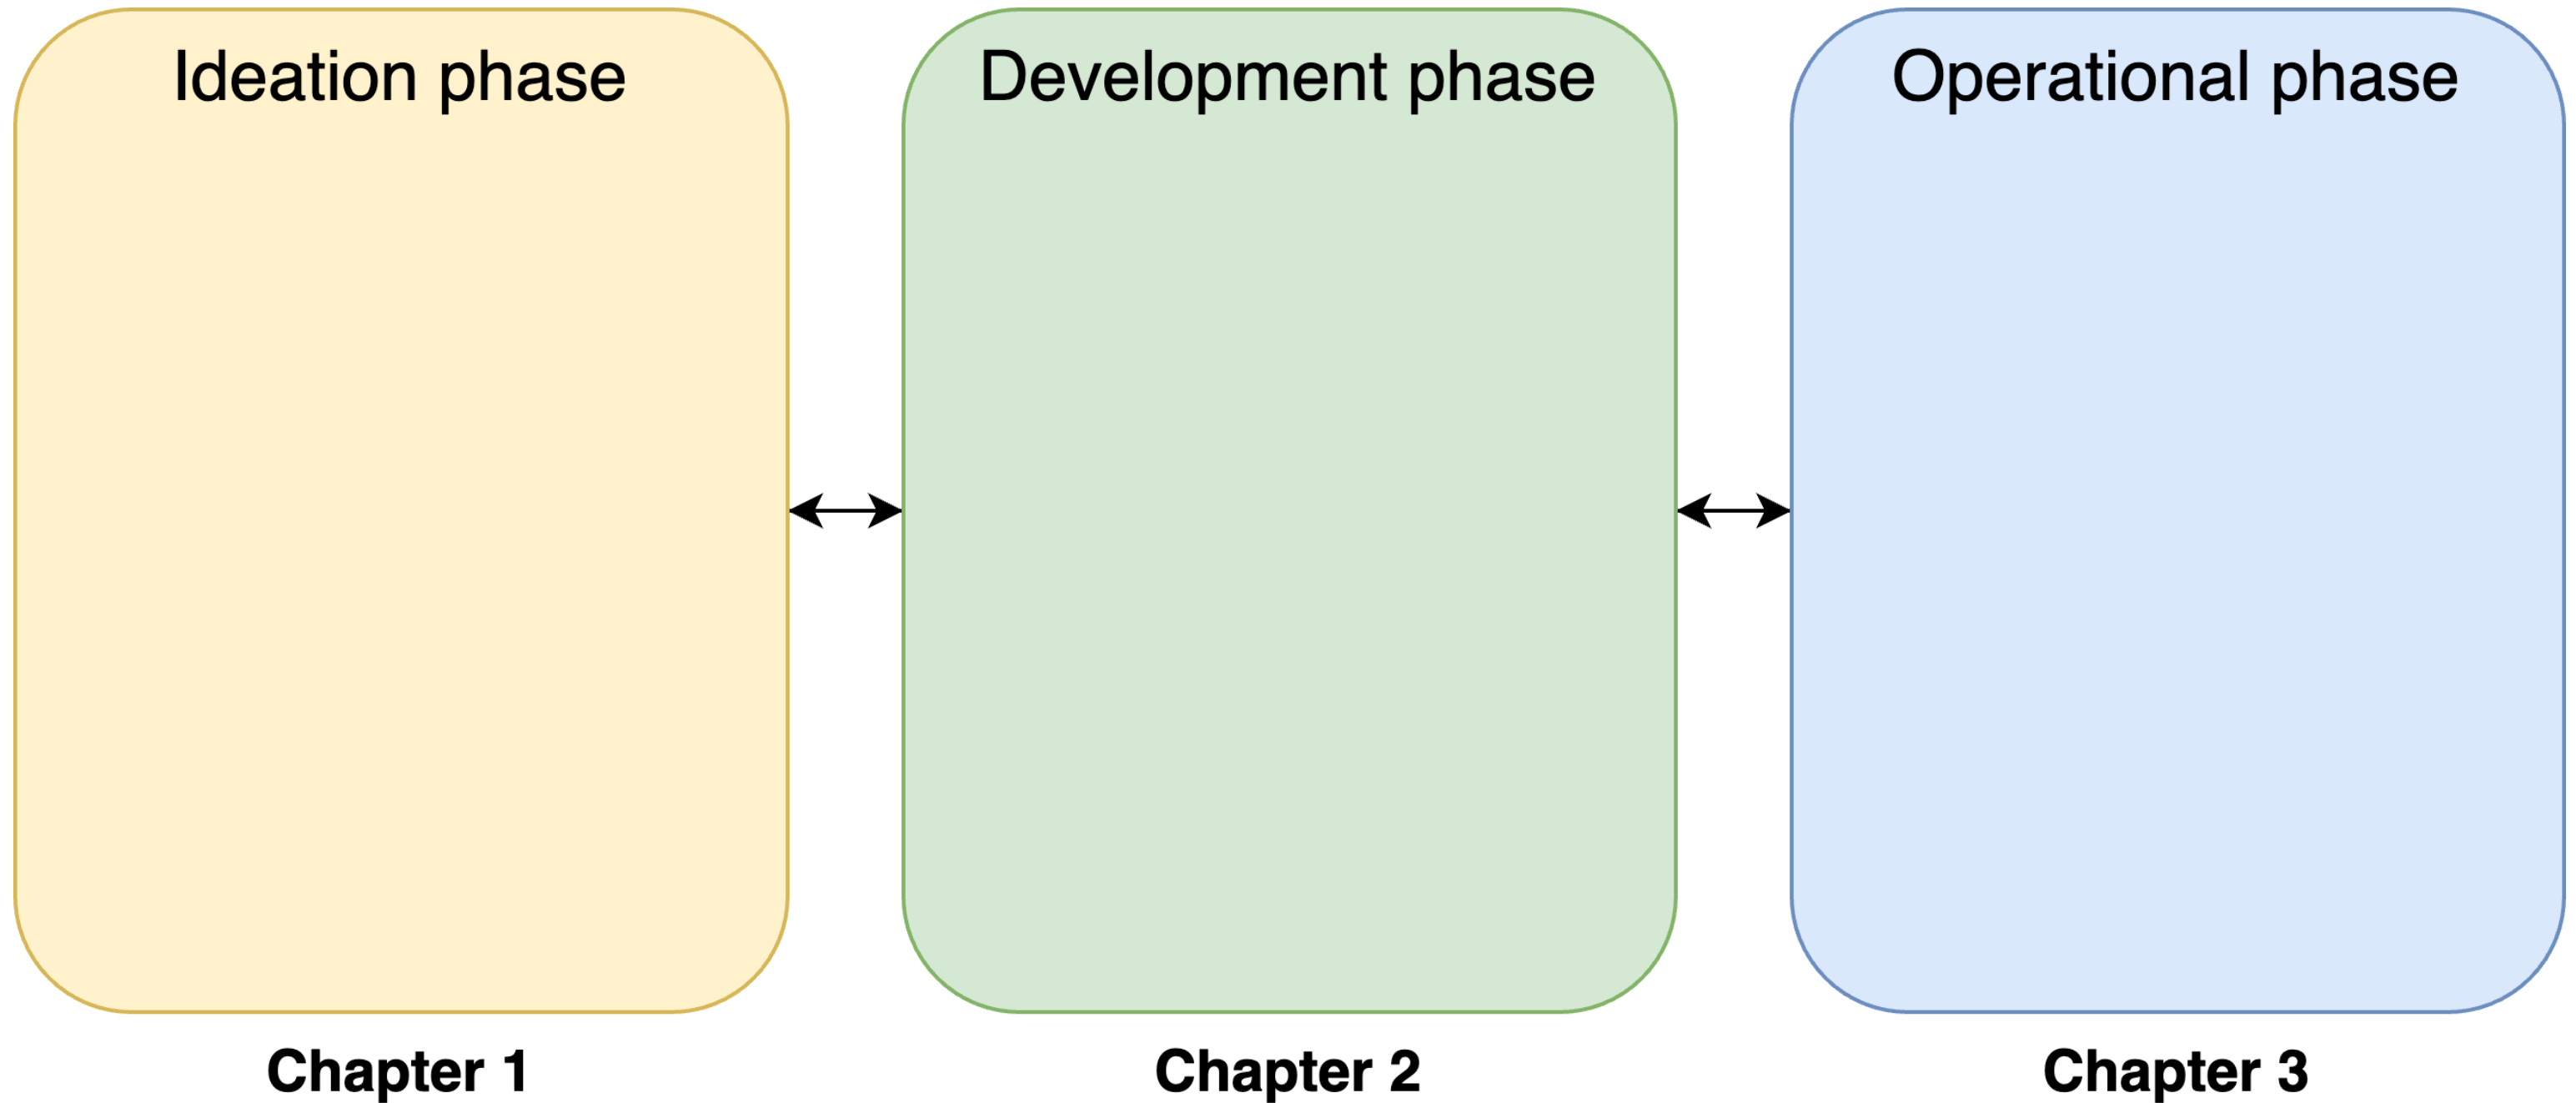 Ideation phase
Development phase
Operational phase
Chapter 1
Chapter 2
Chapter 3